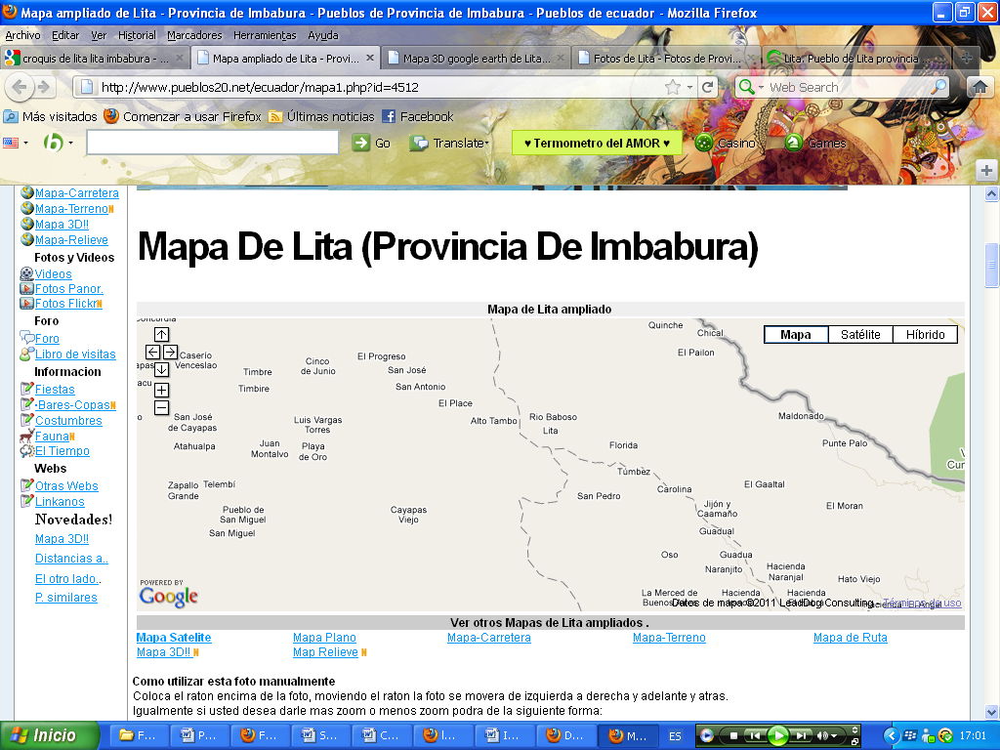 Mapa ampliado de Lita - Provincia de Imbabura - Pueblos de Provincia de Imbabura - Pueblos de ecuador - Mozilla Firefox
Archivo Editar Ver Historial Marcadores Herramientas Ayuda
croquis de lita lita imbabura - ... Mapa ampliado de Lita - Provi... Mapa 3D google earth de Lita... Fotos de Lita - Fotos de Provi... Lita, Pueblo de Lita provincia ...
http://www.pueblos20.net/ecuador/mapa1.php?id=4512 Web Search
Más visitados Comenzar a usar Firefox Últimas noticias Facebook
Go Translate ♥ Termometro del AMOR ♥ Casino Games
Mapa-Carretera
Mapa-Terreno N
Mapa 3D!!
Mapa-Relieve
Fotos y Videos
Videos
Fotos Panor.
Fotos Flickr N
Foro
Foro
Libro de visitas
Informacion
Fiestas
·Bares-Copas N
Costumbres
Fauna N
El Tiempo
Webs
Otras Webs
Linkanos
Novedades!
Mapa 3D!!
Distancias a..
El otro lado..
P. similares
Mapa De Lita (Provincia De Imbabura)
Mapa de Lita ampliado
Concordia
Quinche
Chical
Mapa Satélite Híbrido
El Pailon
Caserio
Venceslao
Timbre
Cinco
de Junio
El Progreso
San José
San Antonio
Timbire
El Place
San José
de Cayapas
Luis Vargas
Torres
Alto Tambo
Rio Baboso
Lita
Maldonado
Atahualpa
Juan
Montalvo
Playa
de Oro
Florida
Punte Palo
Túmbez
Zapallo
Grande
Telembí
Carolina
El Gaaltal
San Pedro
Pueblo de
San Miguel
San Miguel
Cayapas
Viejo
Jijón y
Caamaño
El Moran
Guadual
Oso
Guadua
Naranjito
Hacienda
Naranjal
Hato Viejo
La Merced de
Hacienda
Hacienda
POWERED BY
Google
Datos de mapa ©2011 LeadDog Consulting - Términos de uso
Ver otros Mapas de Lita ampliados .
Mapa Satelite Mapa Plano Mapa-Carretera Mapa-Terreno Mapa de Ruta
Mapa 3D!! N Map Relieve N
Como utilizar esta foto manualmente
Coloca el raton encima de la foto, moviendo el raton la foto se movera de izquierda a derecha y adelante y atras.
Igualmente si usted desea darle mas zoom o menos zoom podra de la siguiente forma:
Inicio F... P... F... S... C... I... I... D... M... ES 17:01